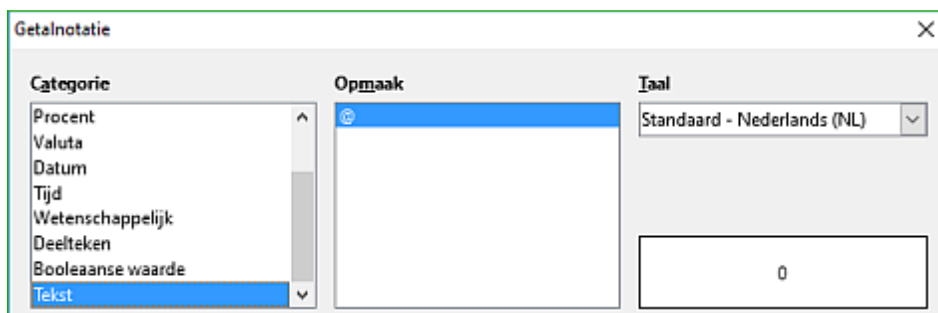 Getalnotatie
Categorie
Procent
Valuta
Datum
Tijd
Wetenschappelijk
Deelteken
Booleaanse waarde
Tekst
Opmaak
@
Taal
Standaard - Nederlands (NL)
0